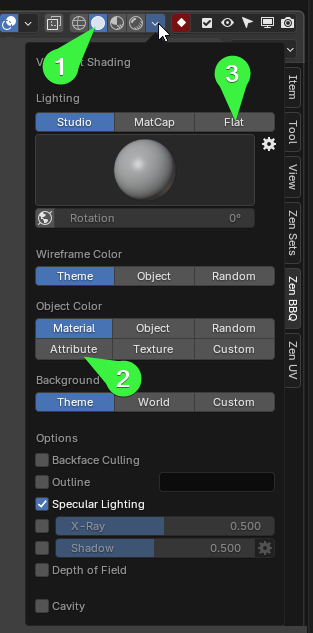 1
Shading
3
Lighting
Studio MatCap Flat
Rotation 0°
Wireframe Color
Theme Object Random
Object Color
Material Object Random
Attribute Texture Custom
2
Background
Theme World Custom
Options
Backface Culling
Outline
Specular Lighting
X-Ray 0.500
Shadow 0.500
Depth of Field
Cavity
Item
Tool
View
Zen Sets
Zen BBQ
Zen UV